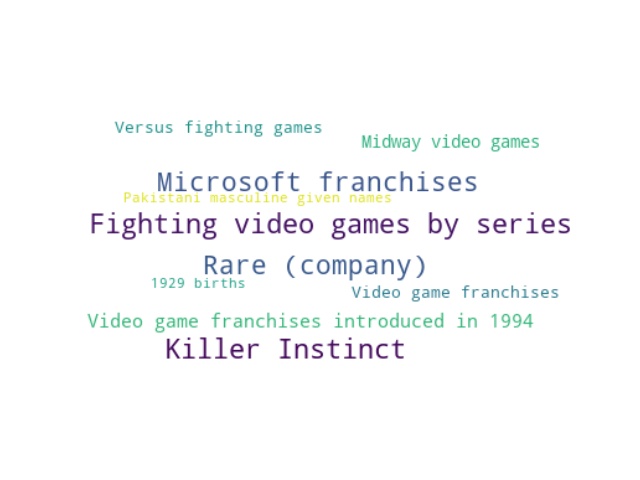 Versus fighting games
Midway video games
Microsoft franchises
Pakistani masculine given names
Fighting video games by series
Rare (company)
1929 births
Video game franchises
Video game franchises introduced in 1994
Killer Instinct